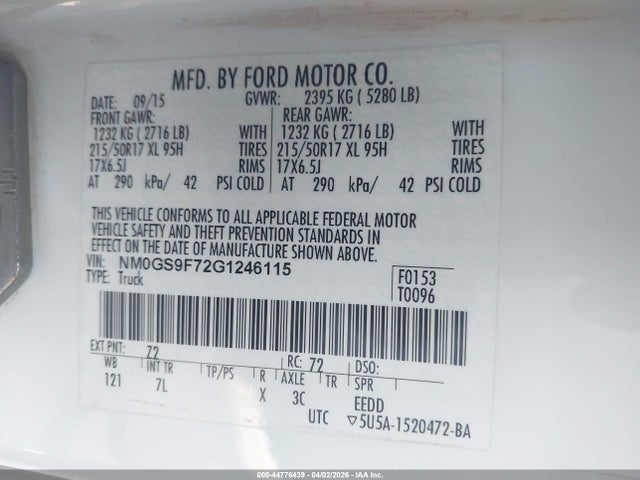 MFD. BY FORD MOTOR CO.
DATE: 09/15 GVWR: 2395 KG ( 5280 LB)
FRONT GAWR: REAR GAWR:
1232 KG ( 2716 LB) WITH 1232 KG ( 2716 LB) WITH
215/50R17 XL 95H TIRES 215/50R17 XL 95H TIRES
17X6.5J RIMS 17X6.5J RIMS
AT 290 kPa/ 42 PSI COLD AT 290 kPa/ 42 PSI COLD
THIS VEHICLE CONFORMS TO ALL APPLICABLE FEDERAL MOTOR
VEHICLE SAFETY AND THEFT PREVENTION STANDARDS IN
EFFECT ON THE DATE OF MANUFACTURE SHOWN ABOVE.
VIN: NM0GS9F72G1246115 F0153
TYPE: Truck T0096
EXT PNT: Z2 RC: 72 DSO:
WB INT TR TP/PS R AXLE TR SPR
121 7L X 3C EEDD
UTC ▽5U5A-1520472-BA
000-44776439 - 04/02/2026 - IAAI.COM